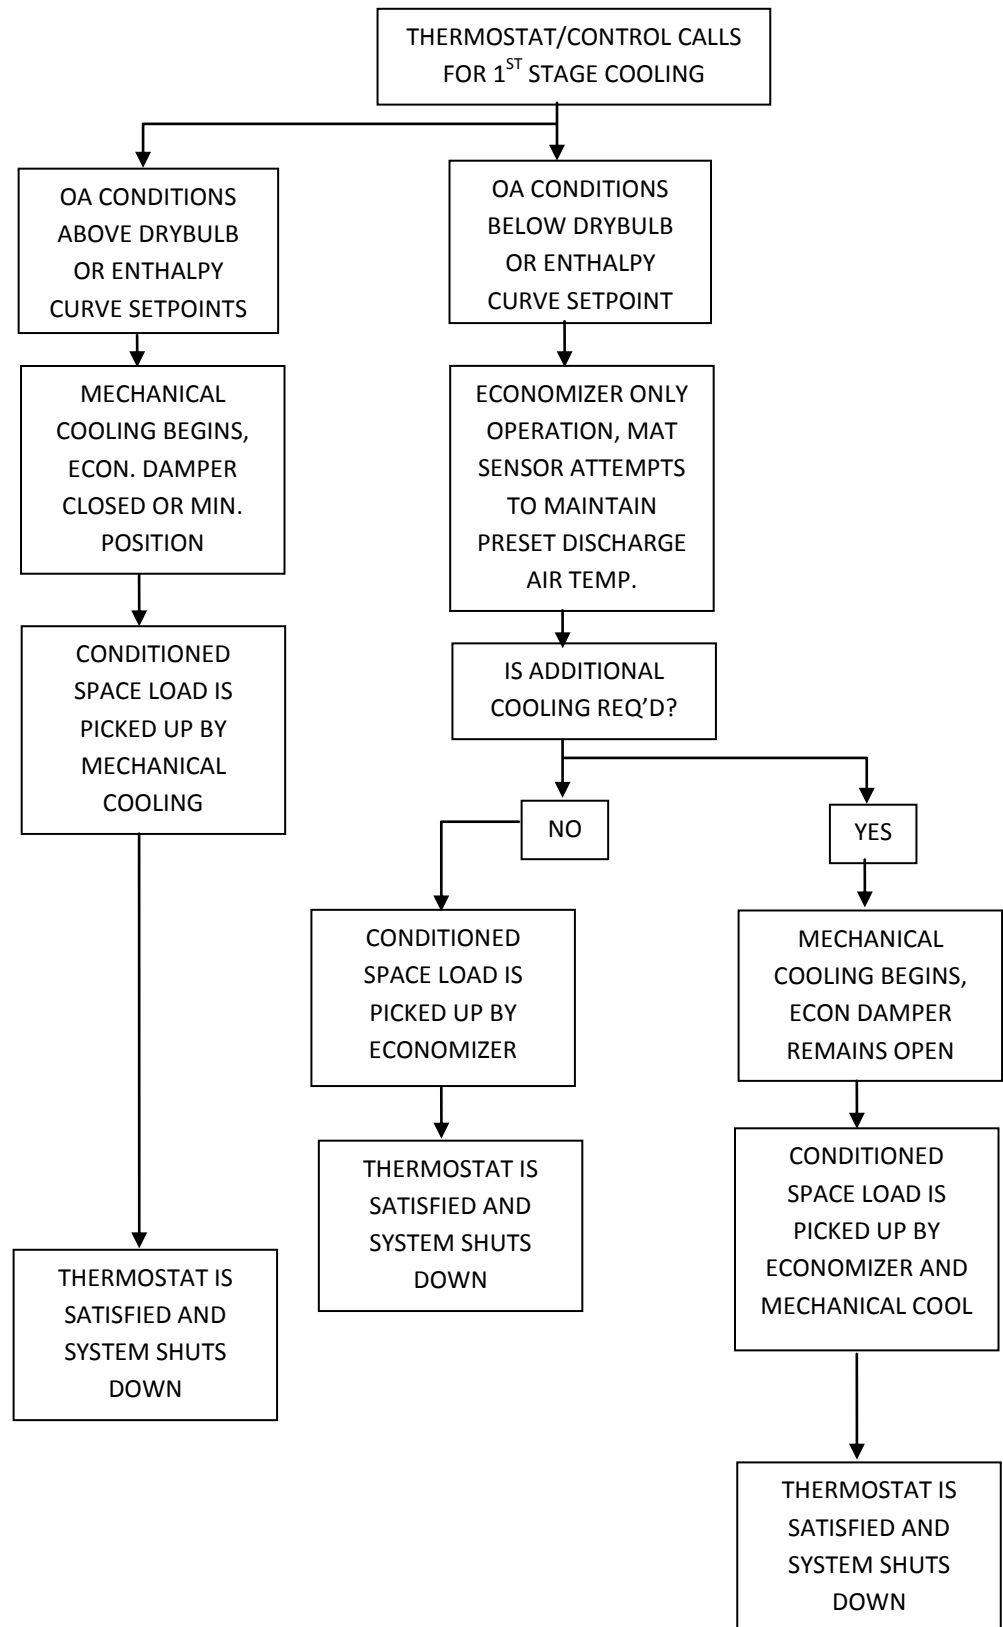 THERMOSTAT/CONTROL CALLS
FOR 1ST STAGE COOLING
OA CONDITIONS
ABOVE DRYBULB
OR ENTHALPY
CURVE SETPOINTS
OA CONDITIONS
BELOW DRYBULB
OR ENTHALPY
CURVE SETPOINT
MECHANICAL
COOLING BEGINS,
ECON. DAMPER
CLOSED OR MIN.
POSITION
ECONOMIZER ONLY
OPERATION, MAT
SENSOR ATTEMPTS
TO MAINTAIN
PRESET DISCHARGE
AIR TEMP.
CONDITIONED
SPACE LOAD IS
PICKED UP BY
MECHANICAL
COOLING
IS ADDITIONAL
COOLING REQ’D?
NO
YES
CONDITIONED
SPACE LOAD IS
PICKED UP BY
ECONOMIZER
MECHANICAL
COOLING BEGINS,
ECON DAMPER
REMAINS OPEN
THERMOSTAT IS
SATISFIED AND
SYSTEM SHUTS
DOWN
CONDITIONED
SPACE LOAD IS
PICKED UP BY
ECONOMIZER AND
MECHANICAL COOL
THERMOSTAT IS
SATISFIED AND
SYSTEM SHUTS
DOWN
THERMOSTAT IS
SATISFIED AND
SYSTEM SHUTS
DOWN